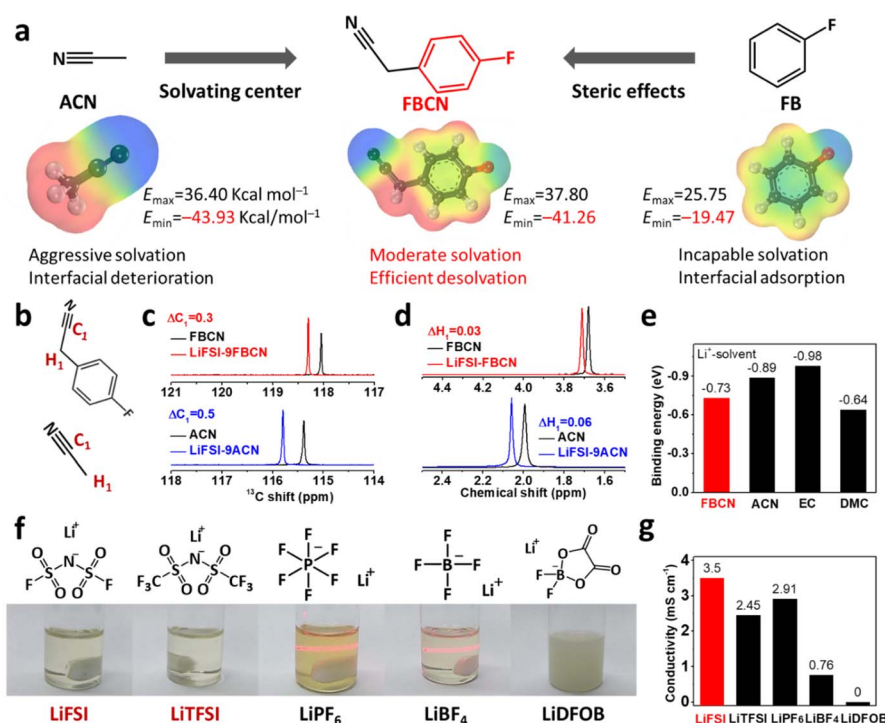 a
N
ACN
Solvating center
N
F
FBCN
Steric effects
F
FB
Emax=36.40 Kcal mol⁻¹
Emin=−43.93 Kcal/mol⁻¹
Emax=37.80
Emin=−41.26
Emax=25.75
Emin=−19.47
Aggressive solvation
Interfacial deterioration
Moderate solvation
Efficient desolvation
Incapable solvation
Interfacial adsorption
b
N
C1
H1
F
N
C1
H1
c
ΔC1=0.3
FBCN
LiFSI-9FBCN
121 120 119 118 117
ΔC1=0.5
ACN
LiFSI-9ACN
118 117 116 115 114
¹³C shift (ppm)
d
ΔH1=0.03
FBCN
LiFSI-FBCN
4.4 4.2 4.0 3.8 3.6
ΔH1=0.06
ACN
LiFSI-9ACN
2.4 2.2 2.0 1.8 1.6
Chemical shift (ppm)
e
Li⁺-solvent
Binding energy (eV)
-0.9
-0.6
-0.3
0.0
-0.73
-0.89
-0.98
-0.64
FBCN ACN EC DMC
f
Li⁺
O N⁻ O
F S S F
O O
Li⁺
O N⁻ O
F3C S S CF3
O O
F
F P⁻ F
F F
F
Li⁺
F
F B⁻ F
F
Li⁺
Li⁺
F B⁻ O O
F O O
LiFSI
LiTFSI
LiPF6
LiBF4
LiDFOB
g
Conductivity (mS cm⁻¹)
4
3
2
1
0
3.5
2.45
2.91
0.76
0
LiFSI LiTFSI LiPF6 LiBF4 LiDFOB